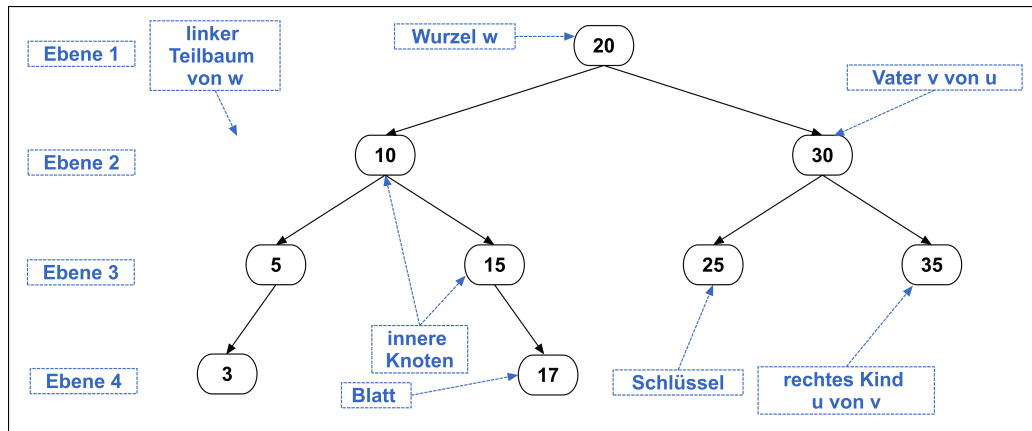 linker
Teilbaum
von w
Wurzel w
20
Ebene 1
Vater v von u
10
30
Ebene 2
5
15
25
35
Ebene 3
innere
Knoten
3
17
Ebene 4
Blatt
Schlüssel
rechtes Kind
u von v